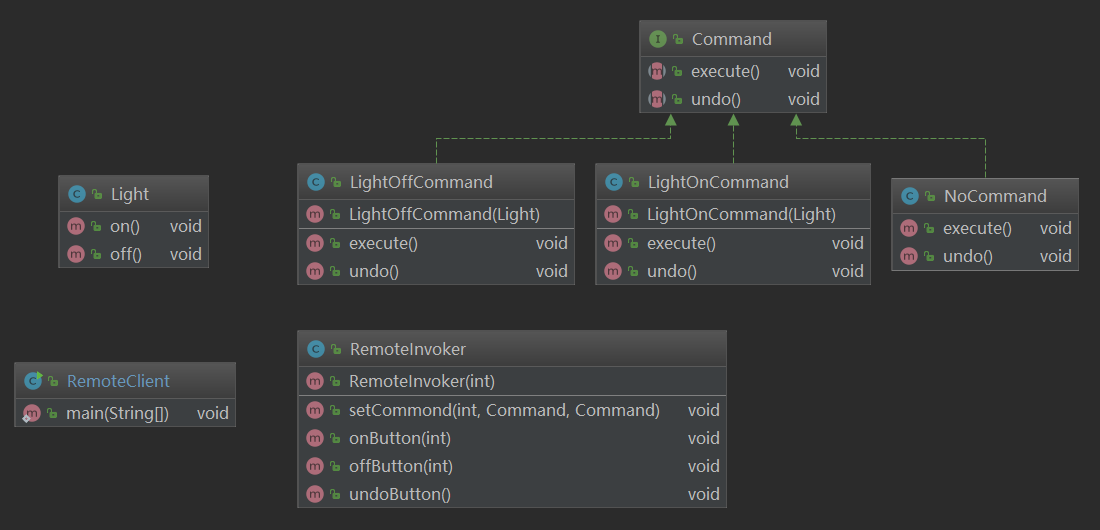 Command
execute() void
undo() void
Light
on() void
off() void
LightOffCommand
LightOffCommand(Light)
execute() void
undo() void
LightOnCommand
LightOnCommand(Light)
execute() void
undo() void
NoCommand
execute() void
undo() void
RemoteClient
main(String[]) void
RemoteInvoker
RemoteInvoker(int)
setCommond(int, Command, Command) void
onButton(int) void
offButton(int) void
undoButton() void